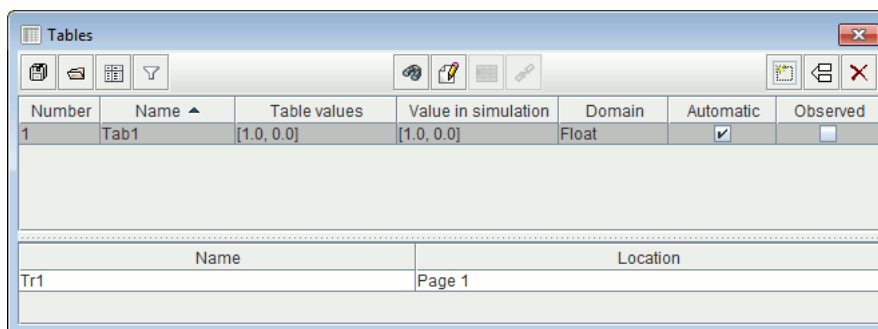 Tables
Number Name Table values Value in simulation Domain Automatic Observed
1 Tab1 [1.0, 0.0] [1.0, 0.0] Float
Name Location
Tr1 Page 1